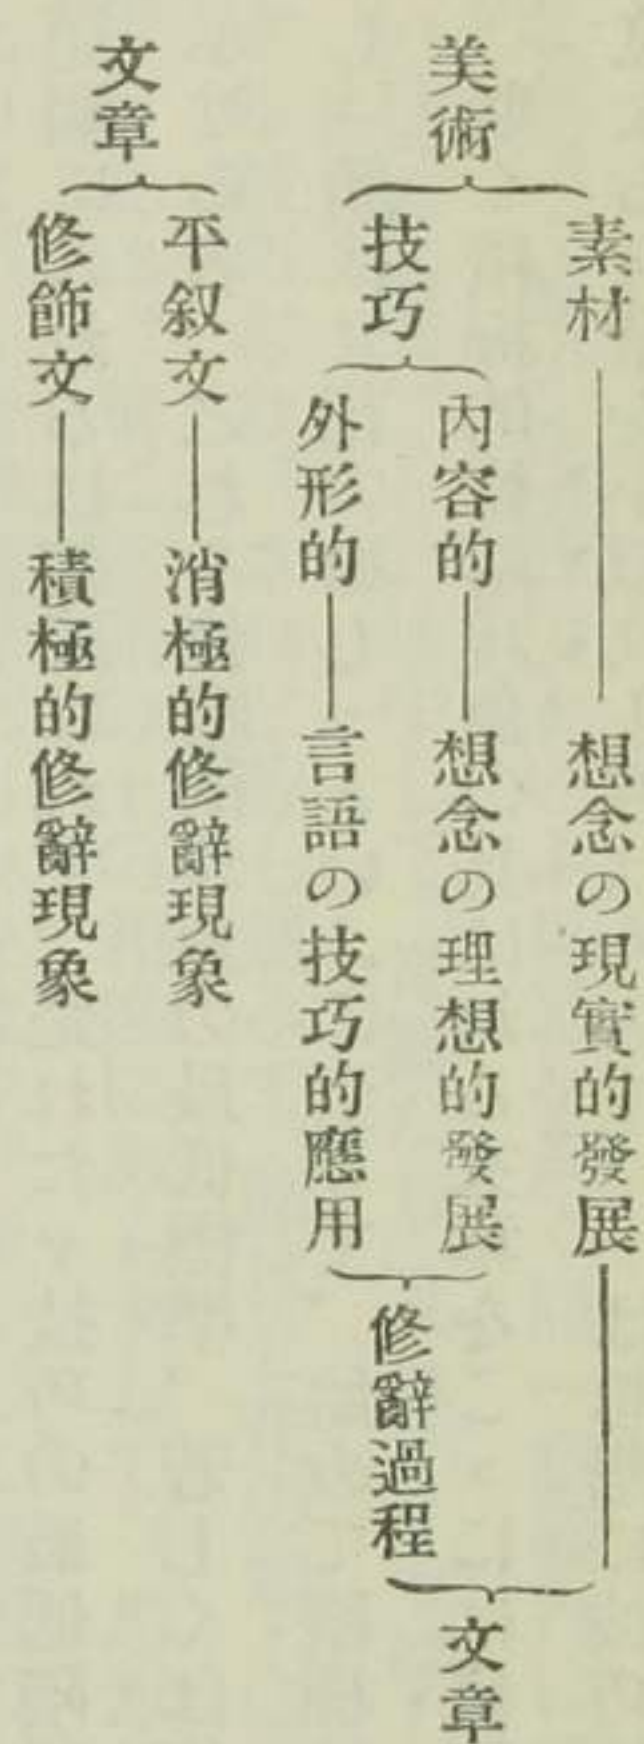 美術
素材――想念の現實的發展
技巧
內容的――想念の理想的發展
外形的――言語の技巧的應用
修辭過程
文章
文章
平叙文――消極的修辭現象
修飾文――積極的修辭現象